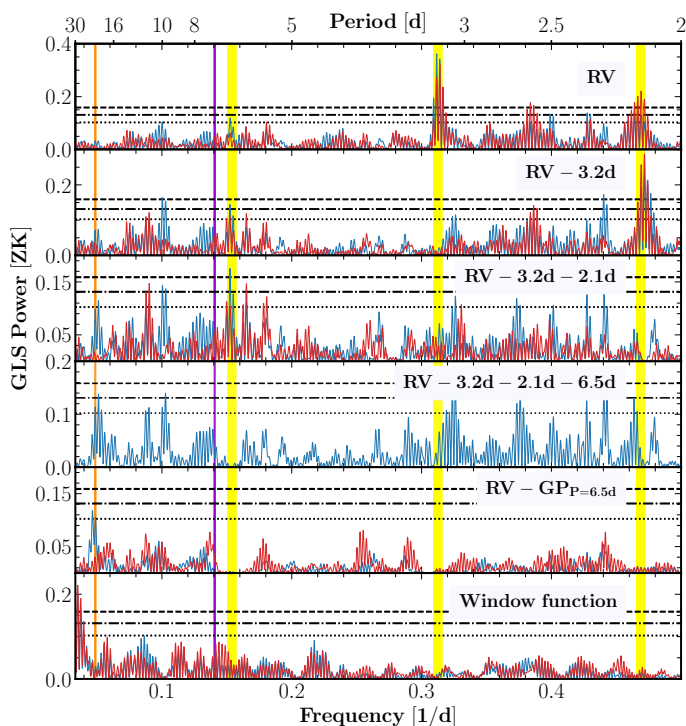 Period [d]
30 16 10 8 5 3 2.5 2
GLS Power [ZK]
0.4
0.2
0.0
RV
0.2
0.0
RV − 3.2d
0.15
0.05
RV − 3.2d − 2.1d
0.2
0.1
0.0
RV − 3.2d − 2.1d − 6.5d
0.15
0.05
RV − GP_P=6.5d
0.2
0.0
Window function
0.1 0.2 0.3 0.4
Frequency [1/d]